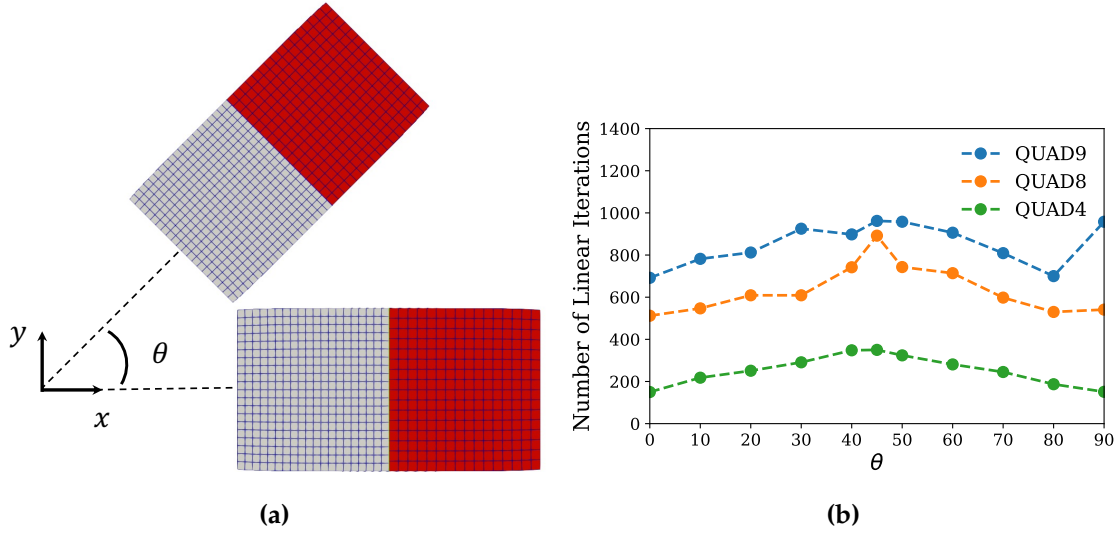 y
θ
x
(a)
Number of Linear Iterations
1400
1200
1000
800
600
400
200
0
QUAD9
QUAD8
QUAD4
0 10 20 30 40 50 60 70 80 90
θ
(b)